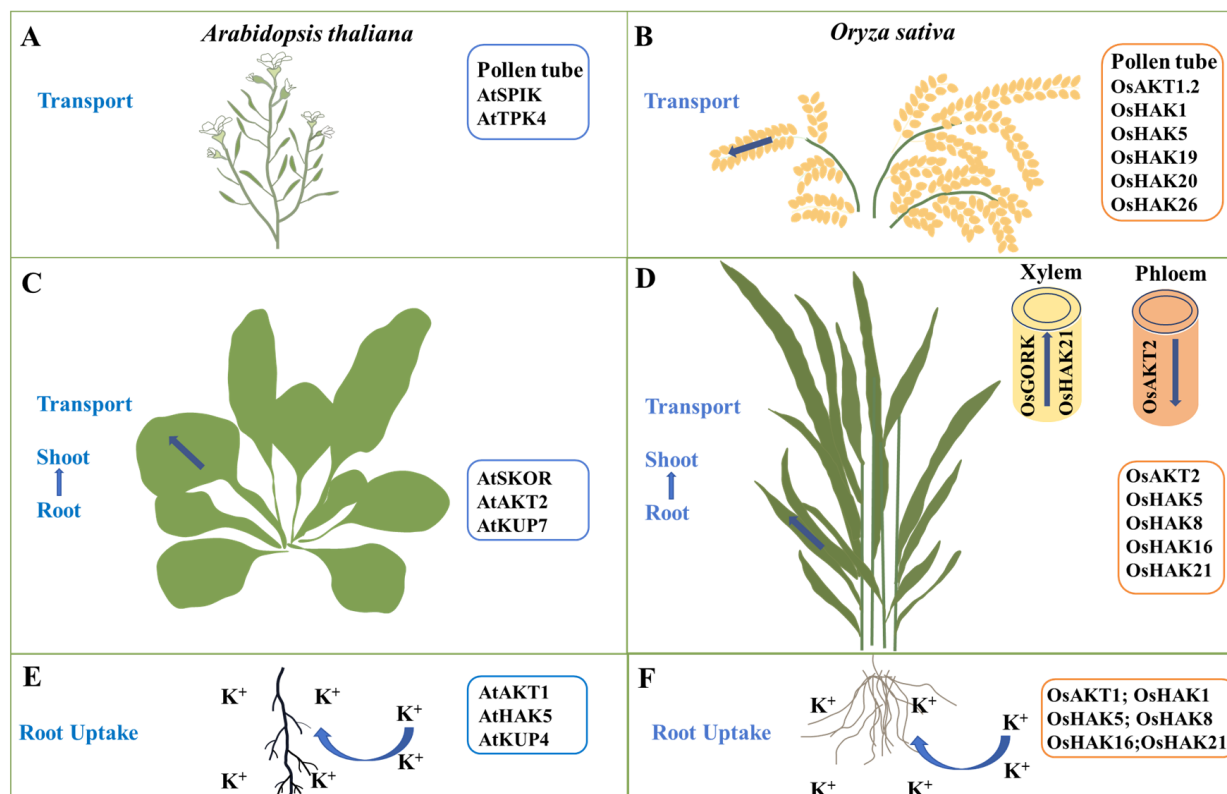 A
Arabidopsis thaliana
Transport
Pollen tube
AtSPIK
AtTPK4
B
Oryza sativa
Transport
Pollen tube
OsAKT1.2
OsHAK1
OsHAK5
OsHAK19
OsHAK20
OsHAK26
C
Transport
Shoot
Root
AtSKOR
AtAKT2
AtKUP7
D
Transport
Shoot
Root
Xylem
OsGORK
OsHAK21
Phloem
OsAKT2
OsAKT2
OsHAK5
OsHAK8
OsHAK16
OsHAK21
E
Root Uptake
K⁺
K⁺
K⁺
K⁺
K⁺
K⁺
AtAKT1
AtHAK5
AtKUP4
F
Root Uptake
K⁺
K⁺
K⁺
K⁺
K⁺
K⁺
OsAKT1; OsHAK1
OsHAK5; OsHAK8
OsHAK16;OsHAK21